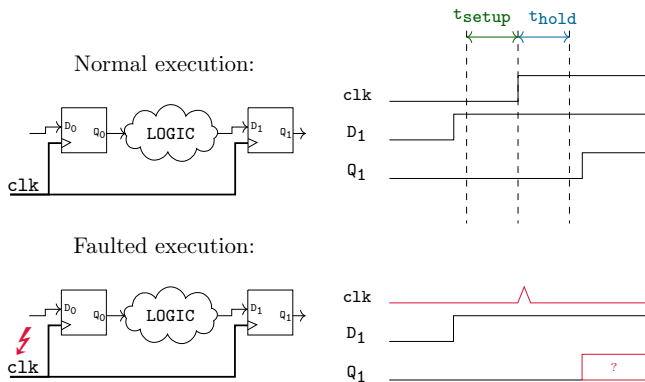 t_setup t_hold
Normal execution:
clk
D_0 Q_0 LOGIC D_1 Q_1
D_1
Q_1
clk
Faulted execution:
clk
D_0 Q_0 LOGIC D_1 Q_1
D_1
clk
Q_1 ?